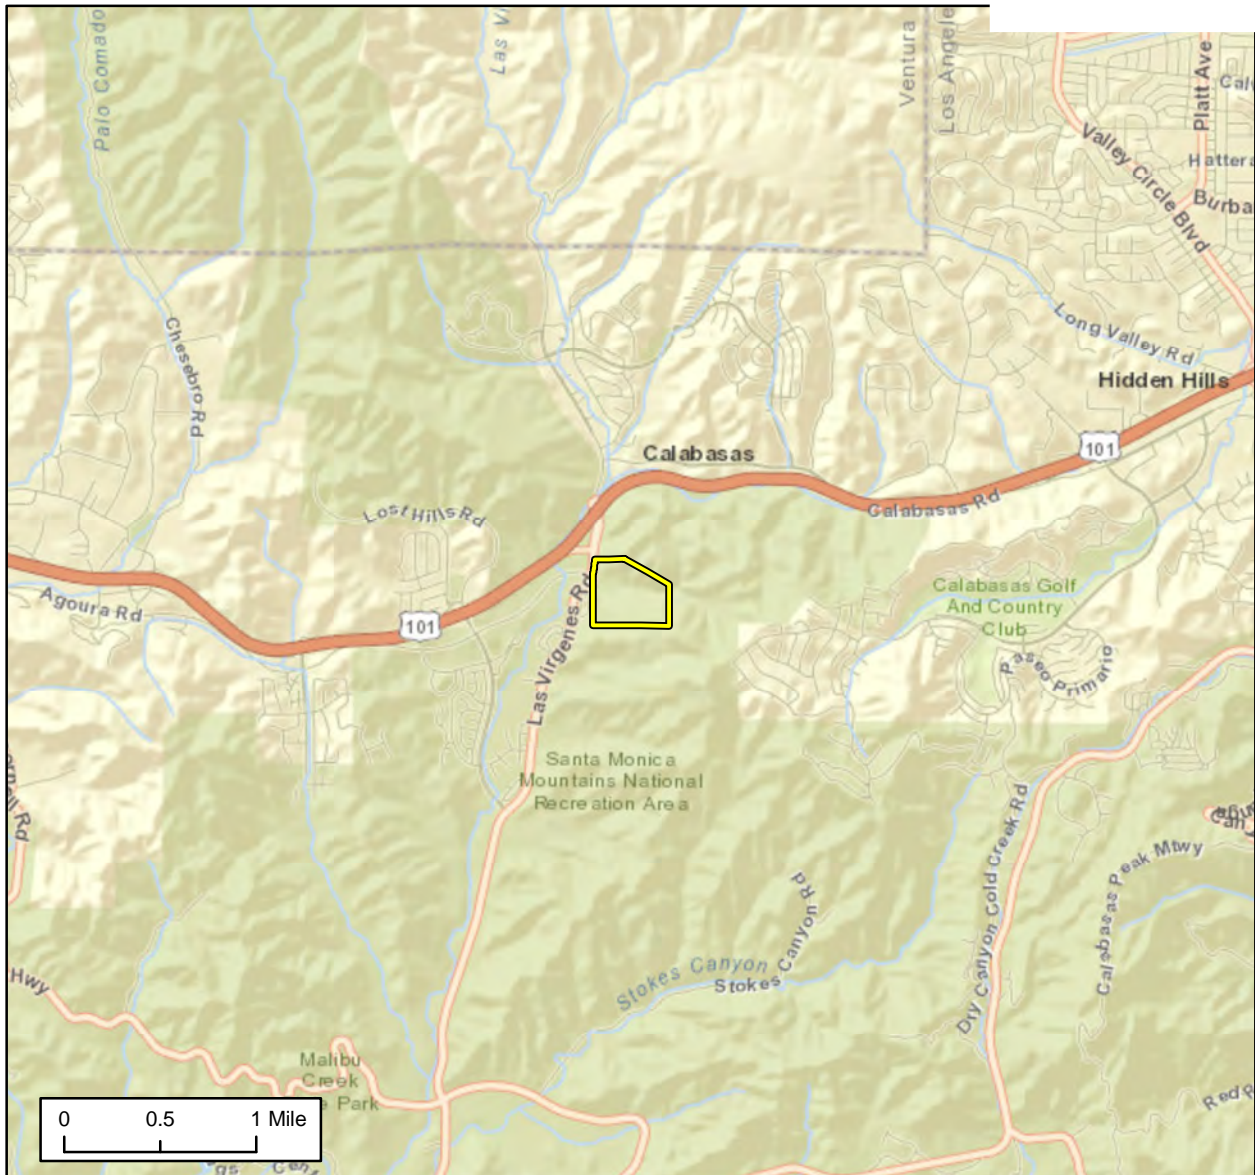 Palo Comado
Las Vi
Ventura
Los Angele
Platt Ave
Valley Circle Blvd
Hattera
Burba
Chesebro Rd
Long Valley Rd
Hidden Hills
101
Calabasas
Calabasas Rd
Lost Hills Rd
Agoura Rd
101
Las Virgenes Rd
Calabasas Golf
And Country
Club
Paseo Primario
Santa Monica
Mountains National
Recreation Area
Dry Canyon Cold Creek Rd
Calabasas Peak Mtwy
Stokes Canyon Rd
Stokes Canyon
Stokes
Hwy
Malibu
Creek
e Park
Red R
0 0.5 1 Mile